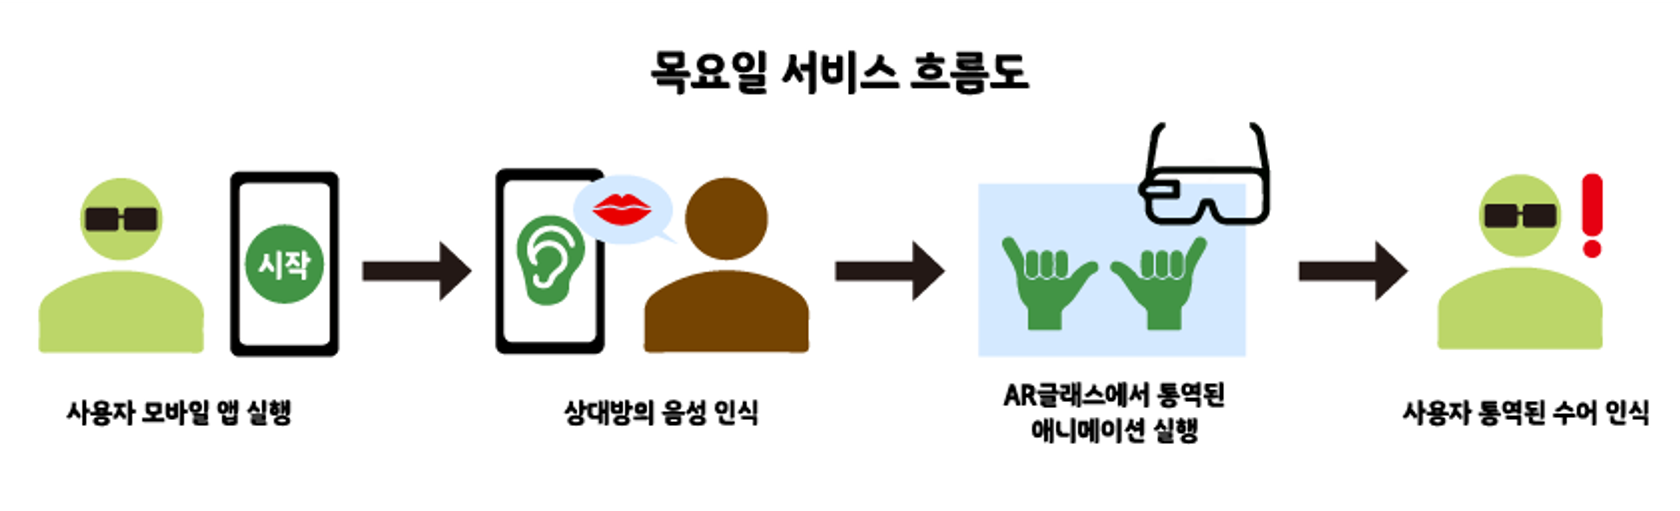 목요일 서비스 흐름도
시작
사용자 모바일 앱 실행
상대방의 음성 인식
AR글래스에서 통역된
애니메이션 실행
사용자 통역된 수어 인식